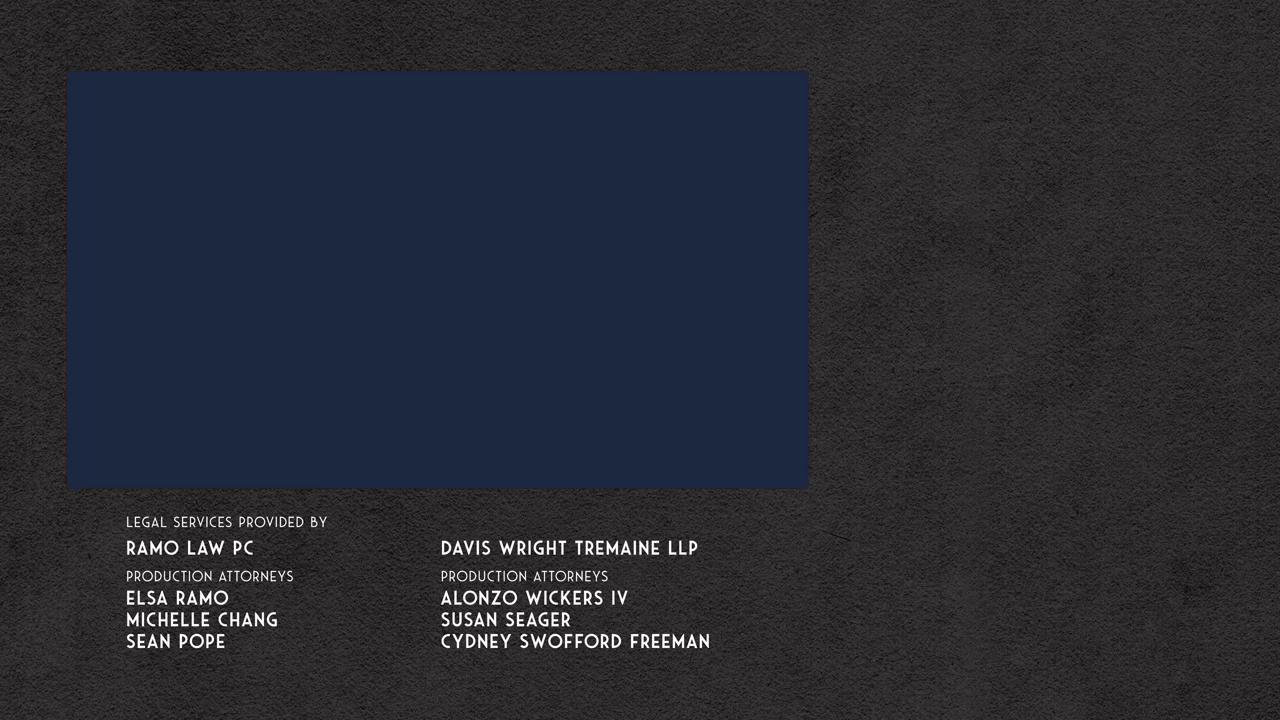 LEGAL SERVICES PROVIDED BY
RAMO LAW PC
PRODUCTION ATTORNEYS
ELSA RAMO
MICHELLE CHANG
SEAN POPE
DAVIS WRIGHT TREMAINE LLP
PRODUCTION ATTORNEYS
ALONZO WICKERS IV
SUSAN SEAGER
CYDNEY SWOFFORD FREEMAN